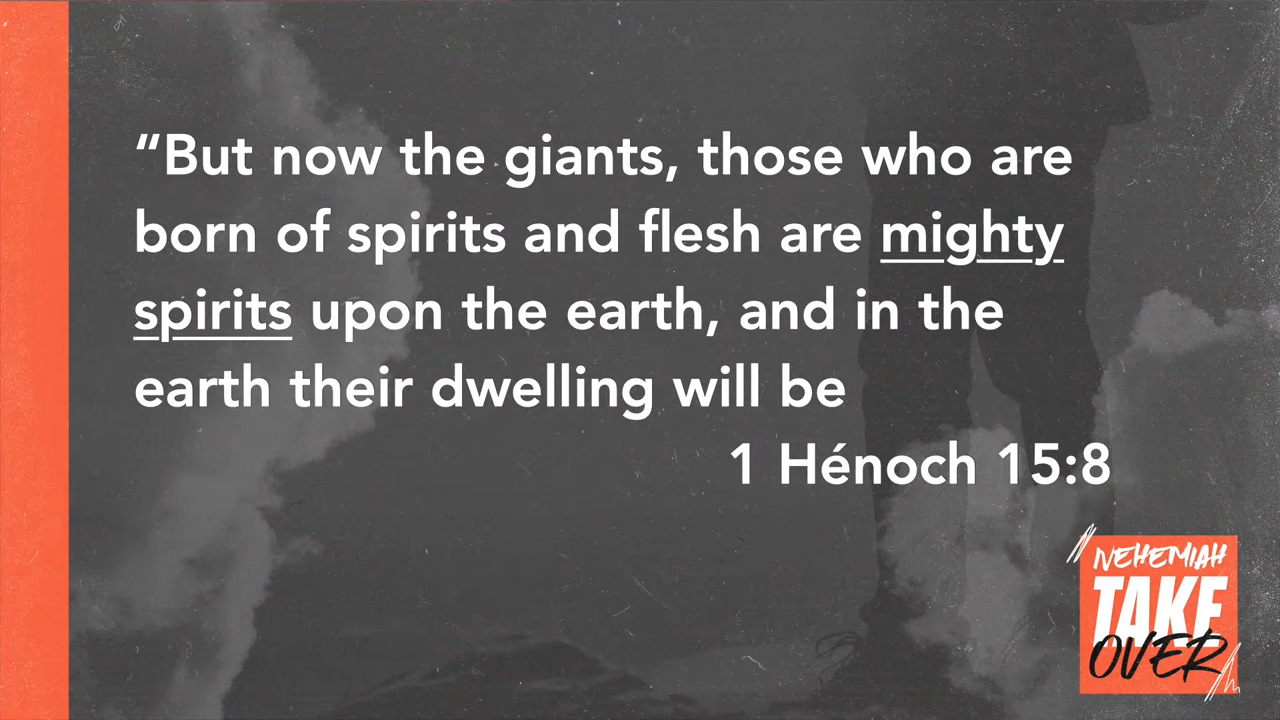 “But now the giants, those who are
born of spirits and flesh are mighty
spirits upon the earth, and in the
earth their dwelling will be
1 Hénoch 15:8
NEHEMIAH
TAKE
OVER